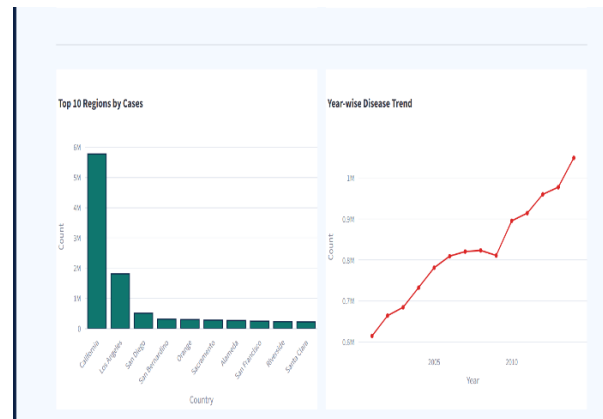 Top 10 Regions by Cases
6M
5M
4M
3M
2M
1M
0
Count
California
Los Angeles
San Diego
San Bernardino
Orange
Sacramento
Alameda
San Francisco
Riverside
Santa Clara
Country
Year-wise Disease Trend
1M
0.9M
0.8M
0.7M
0.6M
Count
2005
2010
Year